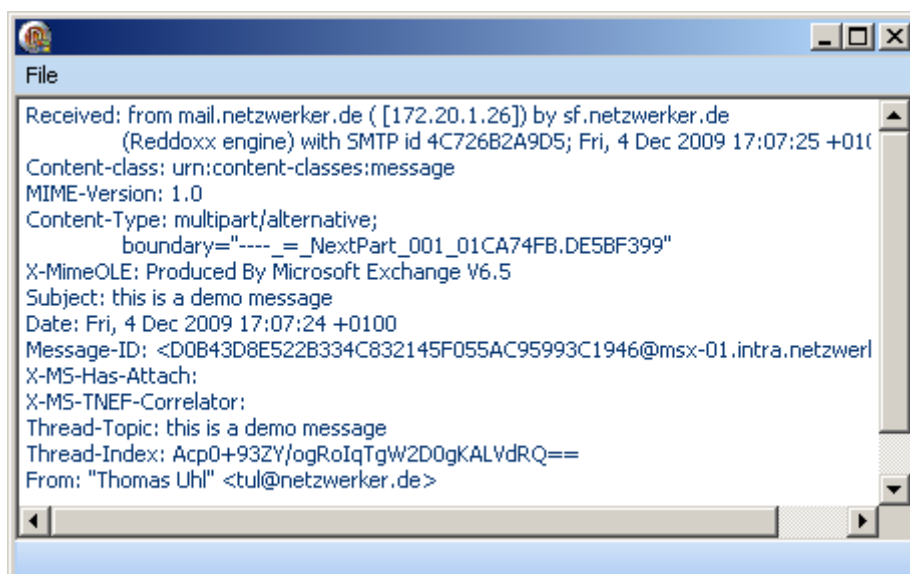 File
Received: from mail.netzwerker.de ( [172.20.1.26]) by sf.netzwerker.de
(Reddoxx engine) with SMTP id 4C726B2A9D5; Fri, 4 Dec 2009 17:07:25 +010
Content-class: urn:content-classes:message
MIME-Version: 1.0
Content-Type: multipart/alternative;
boundary="----_=_NextPart_001_01CA74FB.DE5BF399"
X-MimeOLE: Produced By Microsoft Exchange V6.5
Subject: this is a demo message
Date: Fri, 4 Dec 2009 17:07:24 +0100
Message-ID: <D0B43D8E522B334C832145F055AC95993C1946@msx-01.intra.netzwerl
X-MS-Has-Attach:
X-MS-TNEF-Correlator:
Thread-Topic: this is a demo message
Thread-Index: Acp0+93ZY/ogRoIqTgW2D0gKALVdRQ==
From: "Thomas Uhl" <tul@netzwerker.de>